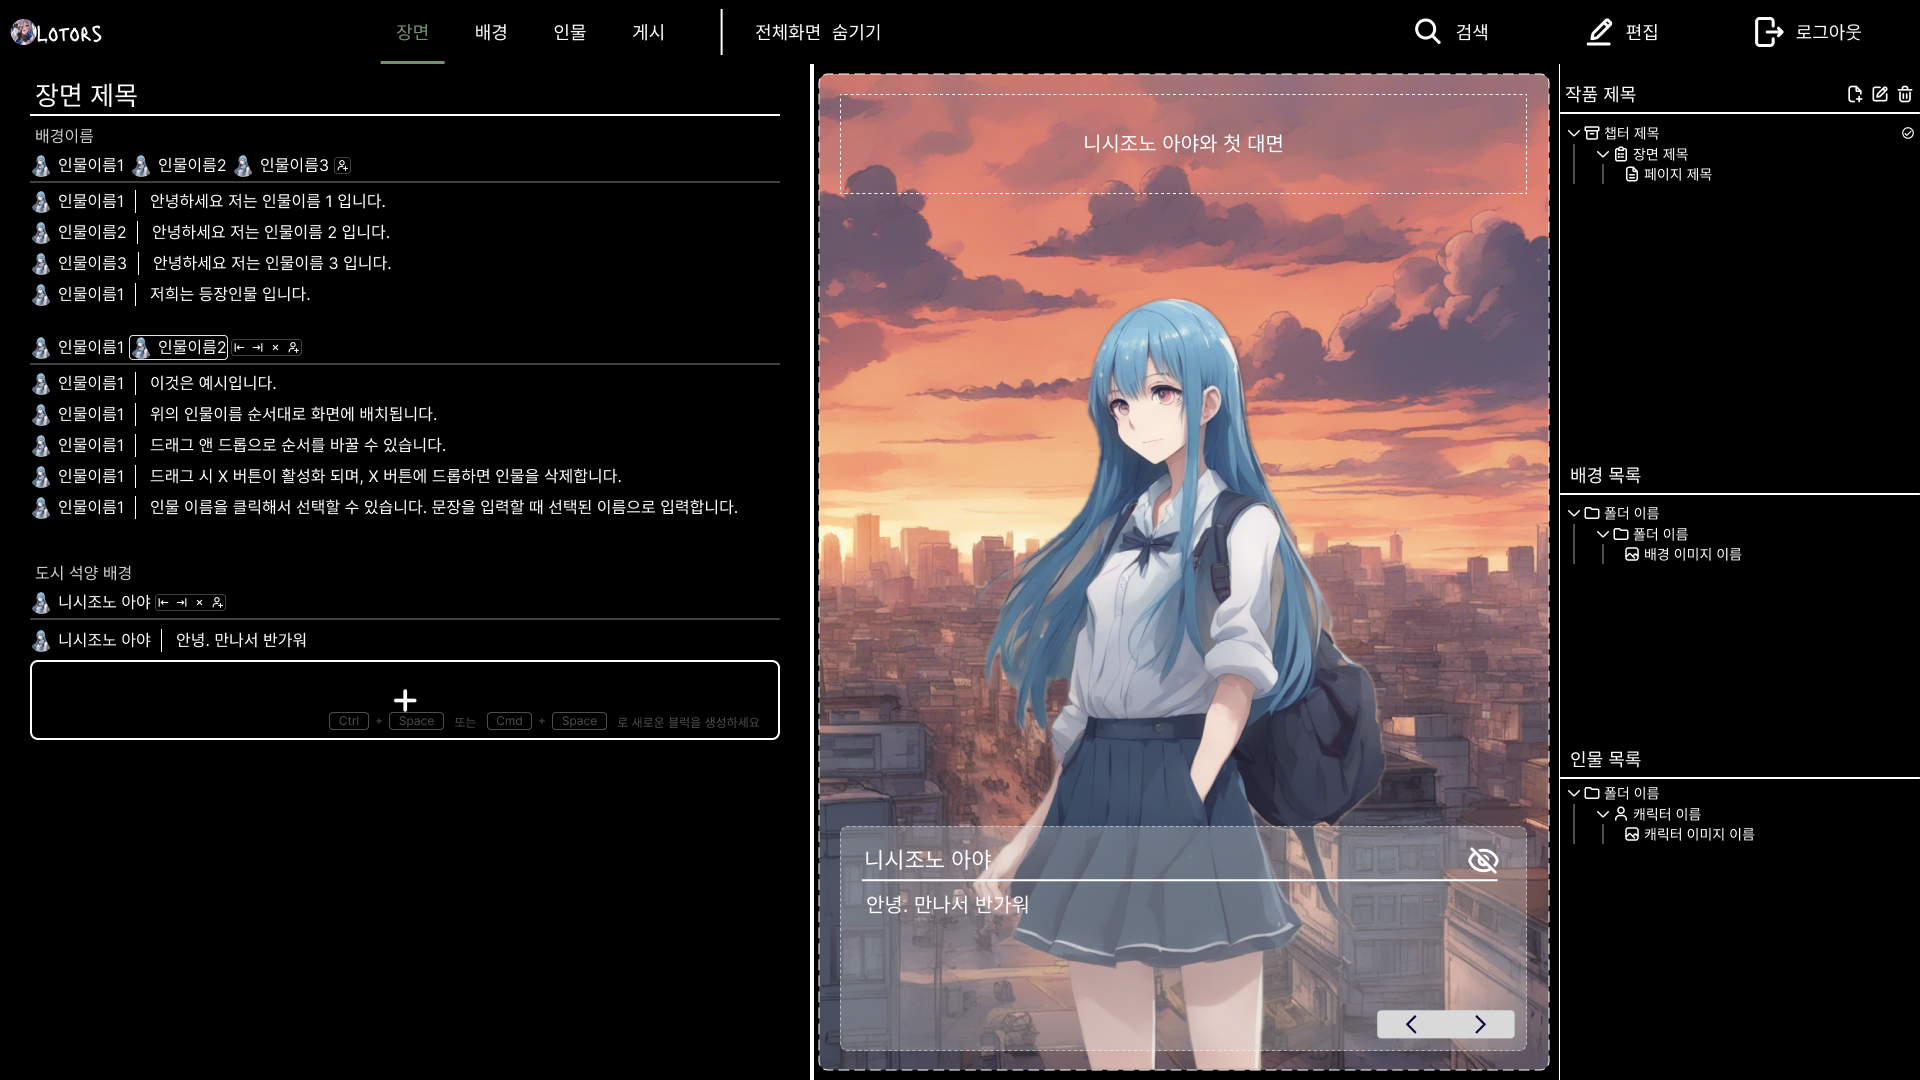 LOTORS
장면 배경 인물 게시 전체화면 숨기기 검색 편집 로그아웃
장면 제목
배경이름
인물이름1 인물이름2 인물이름3
인물이름1 안녕하세요 저는 인물이름 1 입니다.
인물이름2 안녕하세요 저는 인물이름 2 입니다.
인물이름3 안녕하세요 저는 인물이름 3 입니다.
인물이름1 저희는 등장인물 입니다.
인물이름1 인물이름2
인물이름1 이것은 예시입니다.
인물이름1 위의 인물이름 순서대로 화면에 배치됩니다.
인물이름1 드래그 앤 드롭으로 순서를 바꿀 수 있습니다.
인물이름1 드래그 시 X 버튼이 활성화 되며, X 버튼에 드롭하면 인물을 삭제합니다.
인물이름1 인물 이름을 클릭해서 선택할 수 있습니다. 문장을 입력할 때 선택된 이름으로 입력합니다.
도시 석양 배경
니시조노 아야
니시조노 아야 안녕. 만나서 반가워
Ctrl + Space 또는 Cmd + Space 로 새로운 블럭을 생성하세요
니시조노 아야와 첫 대면
니시조노 아야
안녕. 만나서 반가워
작품 제목
챕터 제목
장면 제목
페이지 제목
배경 목록
폴더 이름
폴더 이름
배경 이미지 이름
인물 목록
폴더 이름
캐릭터 이름
캐릭터 이미지 이름